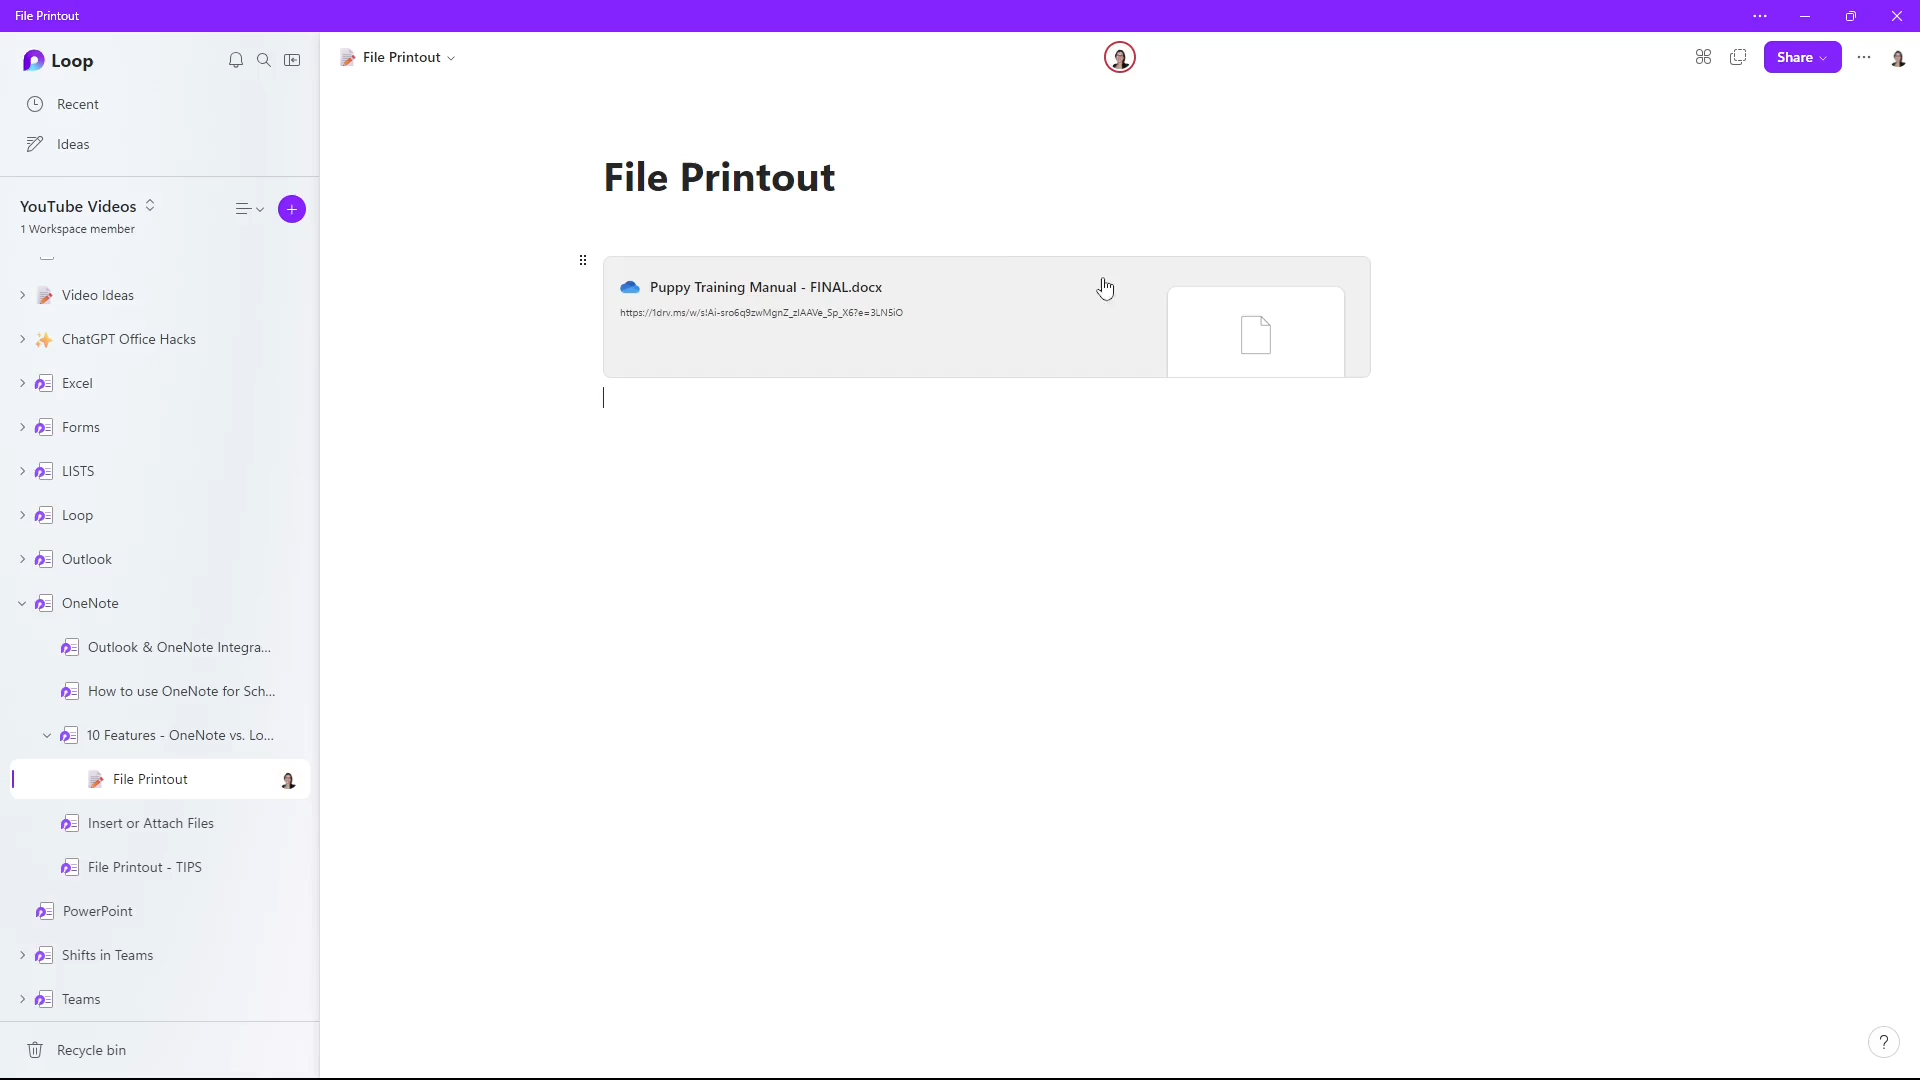 File Printout
Loop
Recent
Ideas
YouTube Videos
1 Workspace member
Video Ideas
ChatGPT Office Hacks
Excel
Forms
LISTS
Loop
Outlook
OneNote
Outlook & OneNote Integra...
How to use OneNote for Sch...
10 Features - OneNote vs. Lo...
File Printout
Insert or Attach Files
File Printout - TIPS
PowerPoint
Shifts in Teams
Teams
Recycle bin
File Printout
Share
File Printout
Puppy Training Manual - FINAL.docx
https://1drv.ms/w/s!Ai-sro6q9zwMgnZ_zlAAVe_Sp_X6?e=3LN5iO
?